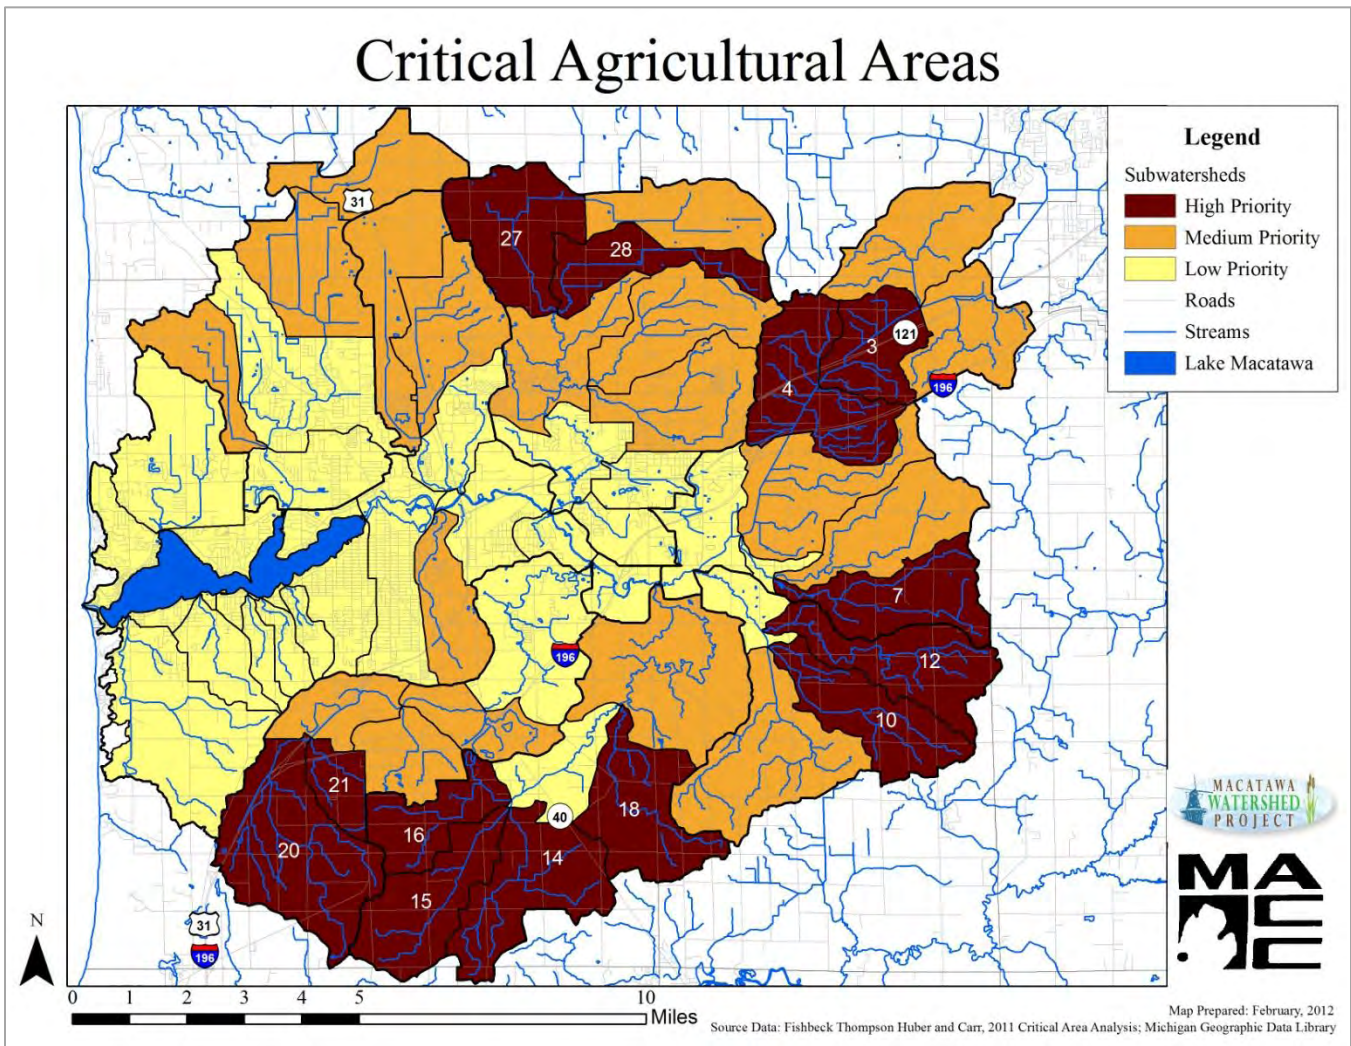 Critical Agricultural Areas
Legend
Subwatersheds
High Priority
Medium Priority
Low Priority
Roads
Streams
Lake Macatawa
31
27
28
121
3
196
4
7
196
12
10
21
40
18
16
20
14
15
31
196
N
0 1 2 3 4 5 10
Miles
MACATAWA
WATERSHED
PROJECT
MA
C C
C
Map Prepared: February, 2012
Source Data: Fishbeck Thompson Huber and Carr, 2011 Critical Area Analysis; Michigan Geographic Data Library